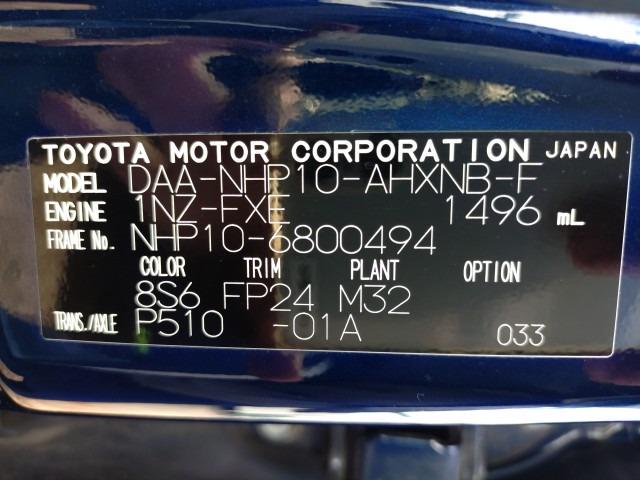 TOYOTA MOTOR CORPORATION JAPAN
MODEL DAA-NHP10-AHXNB-F
ENGINE 1NZ-FXE 1496 mL
FRAME No. NHP10-6800494
COLOR TRIM PLANT OPTION
8S6 FP24 M32
TRANS./AXLE P510 -01A 033